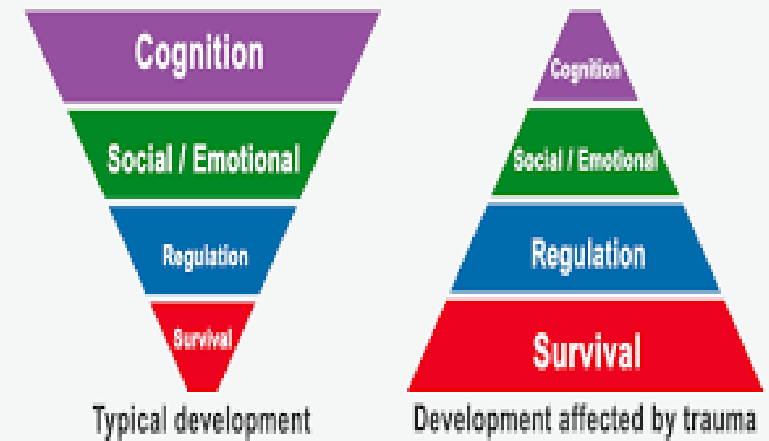 Cognition
Social / Emotional
Regulation
Survival
Typical development
Cognition
Social / Emotional
Regulation
Survival
Development affected by trauma